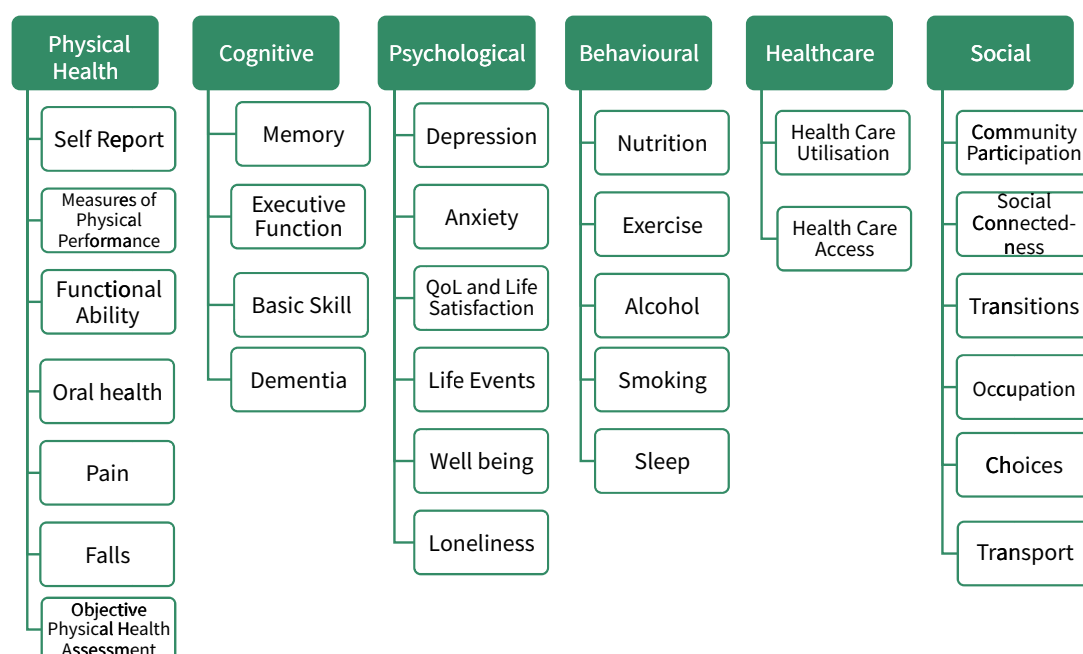 Physical
Health
Self Report
Measures of
Physical
Performance
Functional
Ability
Oral health
Pain
Falls
Objective
Physical Health
Assessment
Cognitive
Memory
Executive
Function
Basic Skill
Dementia
Psychological
Depression
Anxiety
QoL and Life
Satisfaction
Life Events
Well being
Loneliness
Behavioural
Nutrition
Exercise
Alcohol
Smoking
Sleep
Healthcare
Health Care
Utilisation
Health Care
Access
Social
Community
Participation
Social
Connected-
ness
Transitions
Occupation
Choices
Transport